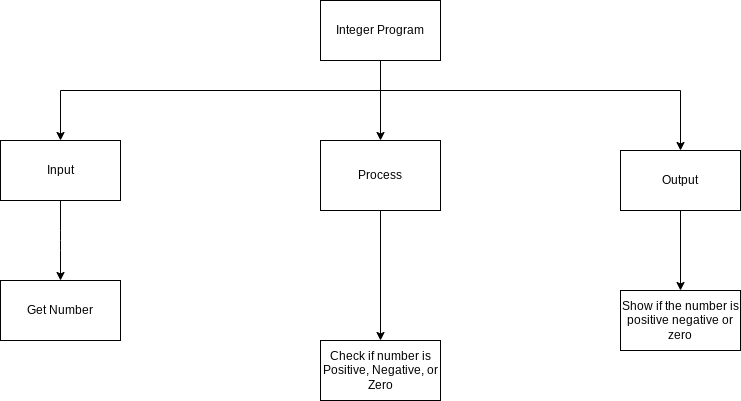 Integer Program
Input
Process
Output
Get Number
Show if the number is
positive negative or
zero
Check if number is
Positive, Negative, or
Zero